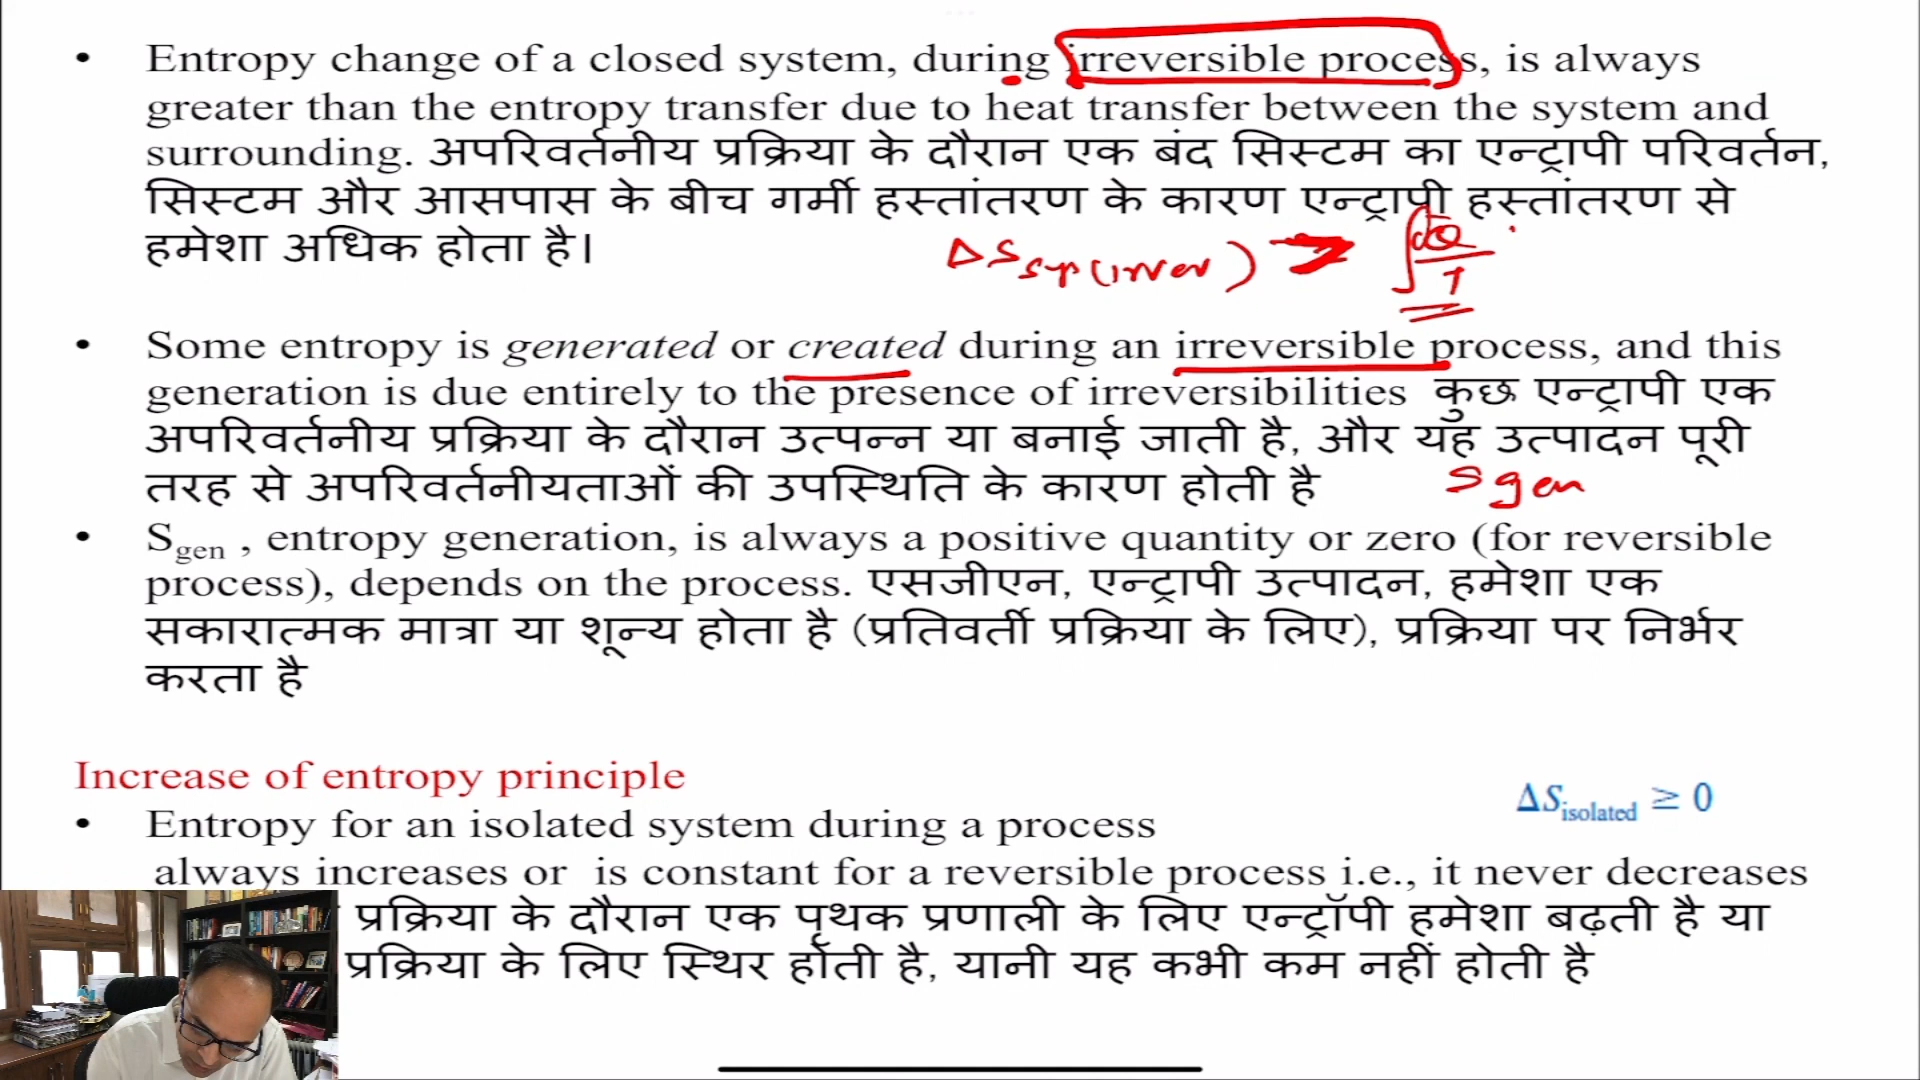 • Entropy change of a closed system, during irreversible process, is always
greater than the entropy transfer due to heat transfer between the system and
surrounding. अपरिवर्तनीय प्रक्रिया के दौरान एक बंद सिस्टम का एन्ट्रापी परिवर्तन,
सिस्टम और आसपास के बीच गर्मी हस्तांतरण के कारण एन्ट्रापी हस्तांतरण से
हमेशा अधिक होता है।
ΔS sys (irrev) > ∫dQ/T
• Some entropy is generated or created during an irreversible process, and this
generation is due entirely to the presence of irreversibilities कुछ एन्ट्रापी एक
अपरिवर्तनीय प्रक्रिया के दौरान उत्पन्न या बनाई जाती है, और यह उत्पादन पूरी
तरह से अपरिवर्तनीयताओं की उपस्थिति के कारण होती है
S gen
• Sgen , entropy generation, is always a positive quantity or zero (for reversible
process), depends on the process. एसजीएन, एन्ट्रापी उत्पादन, हमेशा एक
सकारात्मक मात्रा या शून्य होता है (प्रतिवर्ती प्रक्रिया के लिए), प्रक्रिया पर निर्भर
करता है
Increase of entropy principle
ΔSisolated ≥ 0
• Entropy for an isolated system during a process
always increases or is constant for a reversible process i.e., it never decreases
प्रक्रिया के दौरान एक पृथक प्रणाली के लिए एन्ट्रॉपी हमेशा बढ़ती है या
प्रक्रिया के लिए स्थिर होती है, यानी यह कभी कम नहीं होती है